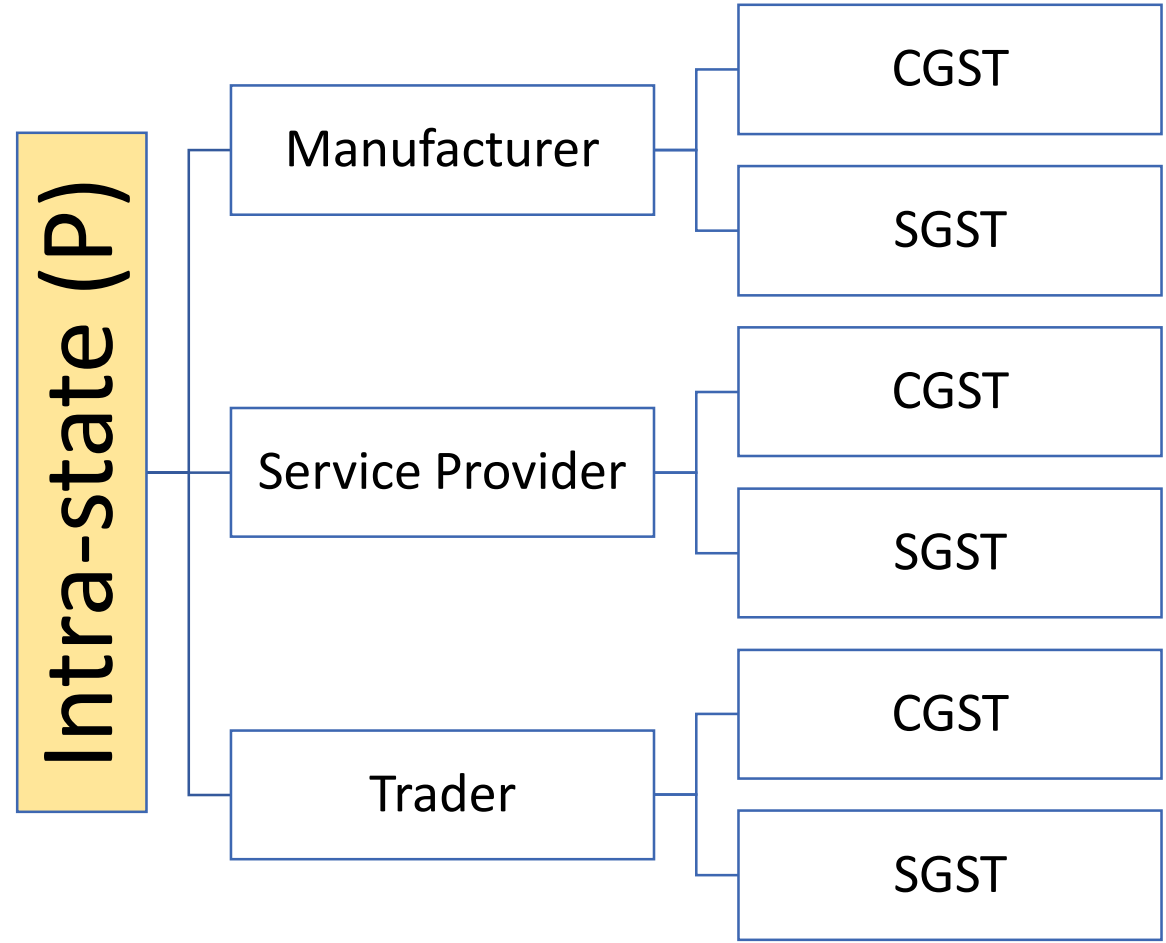 Intra-state (P)
Manufacturer
CGST
SGST
Service Provider
CGST
SGST
Trader
CGST
SGST